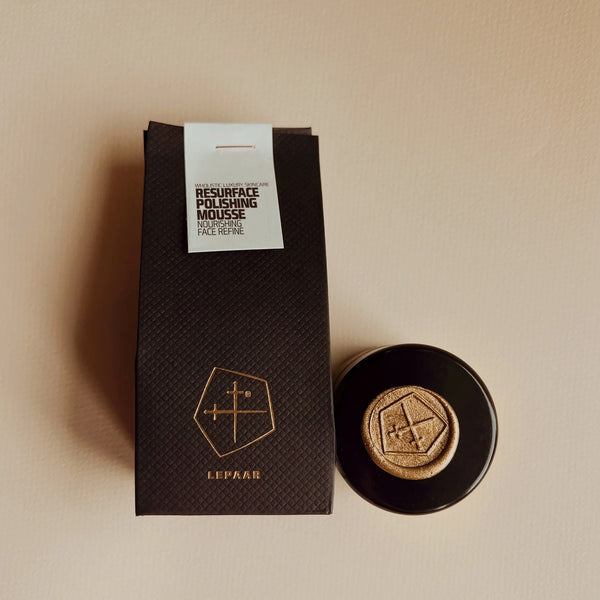 WHOLISTIC LUXURY SKINCARE
RESURFACE
POLISHING
MOUSSE
NOURISHING
FACE REFINE
®
LEPAAR